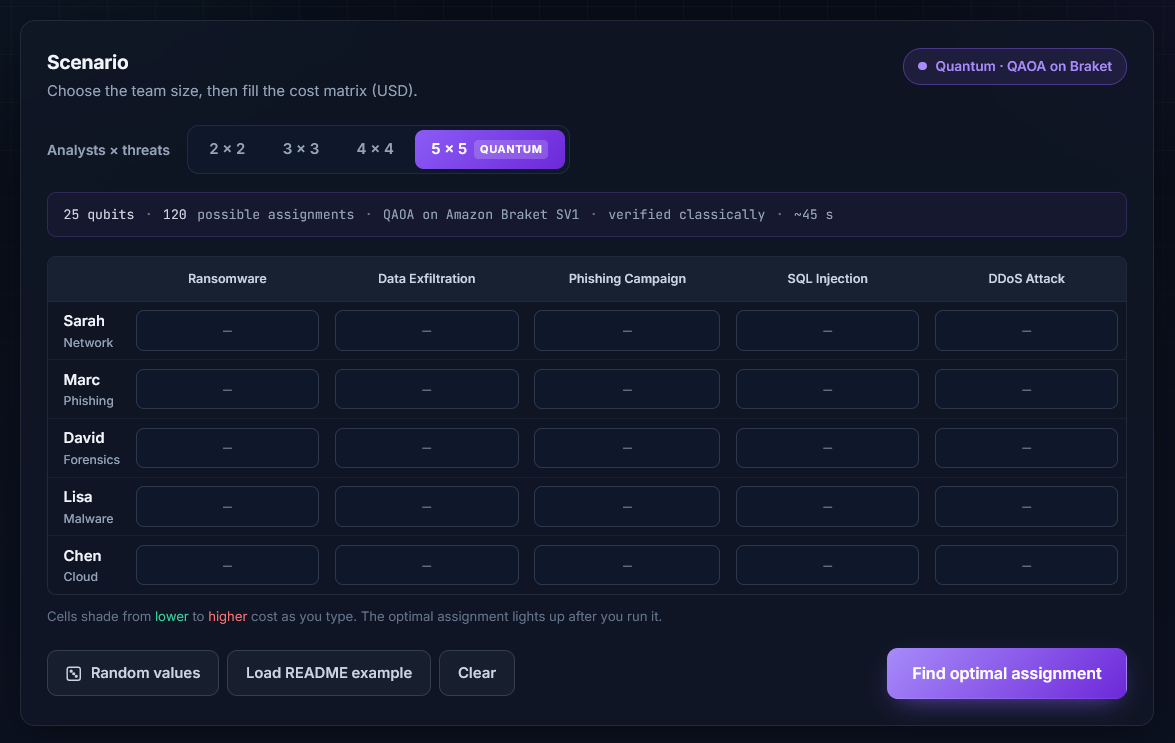 Scenario
Quantum · QAOA on Braket
Choose the team size, then fill the cost matrix (USD).
Analysts × threats 2 × 2 3 × 3 4 × 4 5 × 5 QUANTUM
25 qubits · 120 possible assignments · QAOA on Amazon Braket SV1 · verified classically · ~45 s
Ransomware Data Exfiltration Phishing Campaign SQL Injection DDoS Attack
Sarah
Network
– – – – –
Marc
Phishing
– – – – –
David
Forensics
– – – – –
Lisa
Malware
– – – – –
Chen
Cloud
– – – – –
Cells shade from lower to higher cost as you type. The optimal assignment lights up after you run it.
Random values Load README example Clear Find optimal assignment